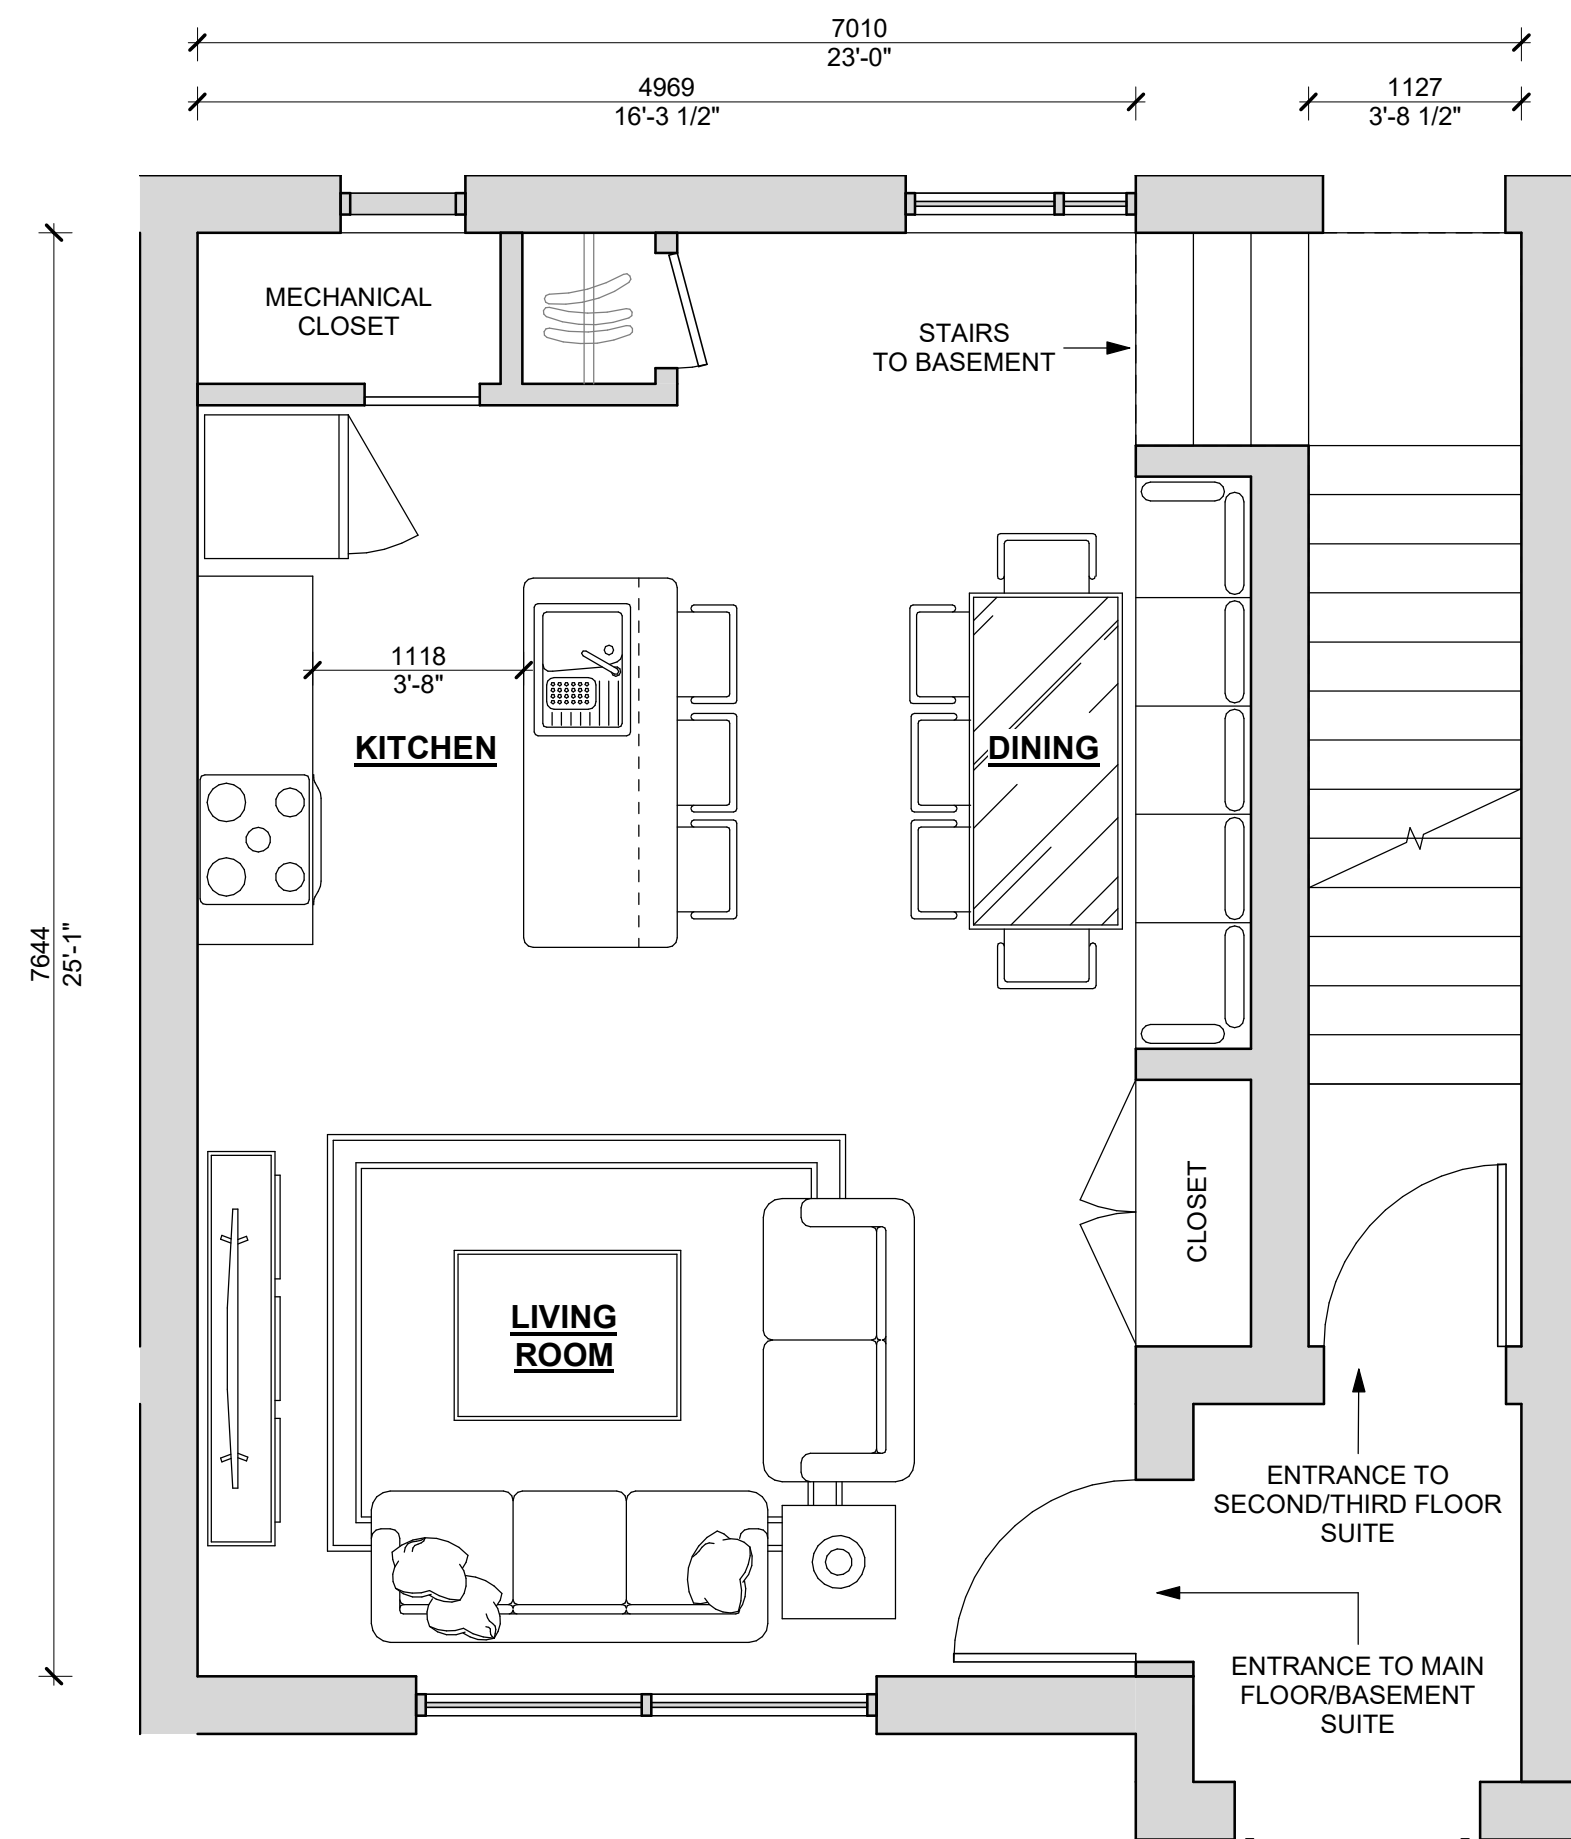 7010
23'-0"
4969
16'-3 1/2"
1127
3'-8 1/2"
MECHANICAL
CLOSET
STAIRS
TO BASEMENT
1118
3'-8"
KITCHEN
DINING
7644
25'-1"
CLOSET
LIVING
ROOM
ENTRANCE TO
SECOND/THIRD FLOOR
SUITE
ENTRANCE TO MAIN
FLOOR/BASEMENT
SUITE